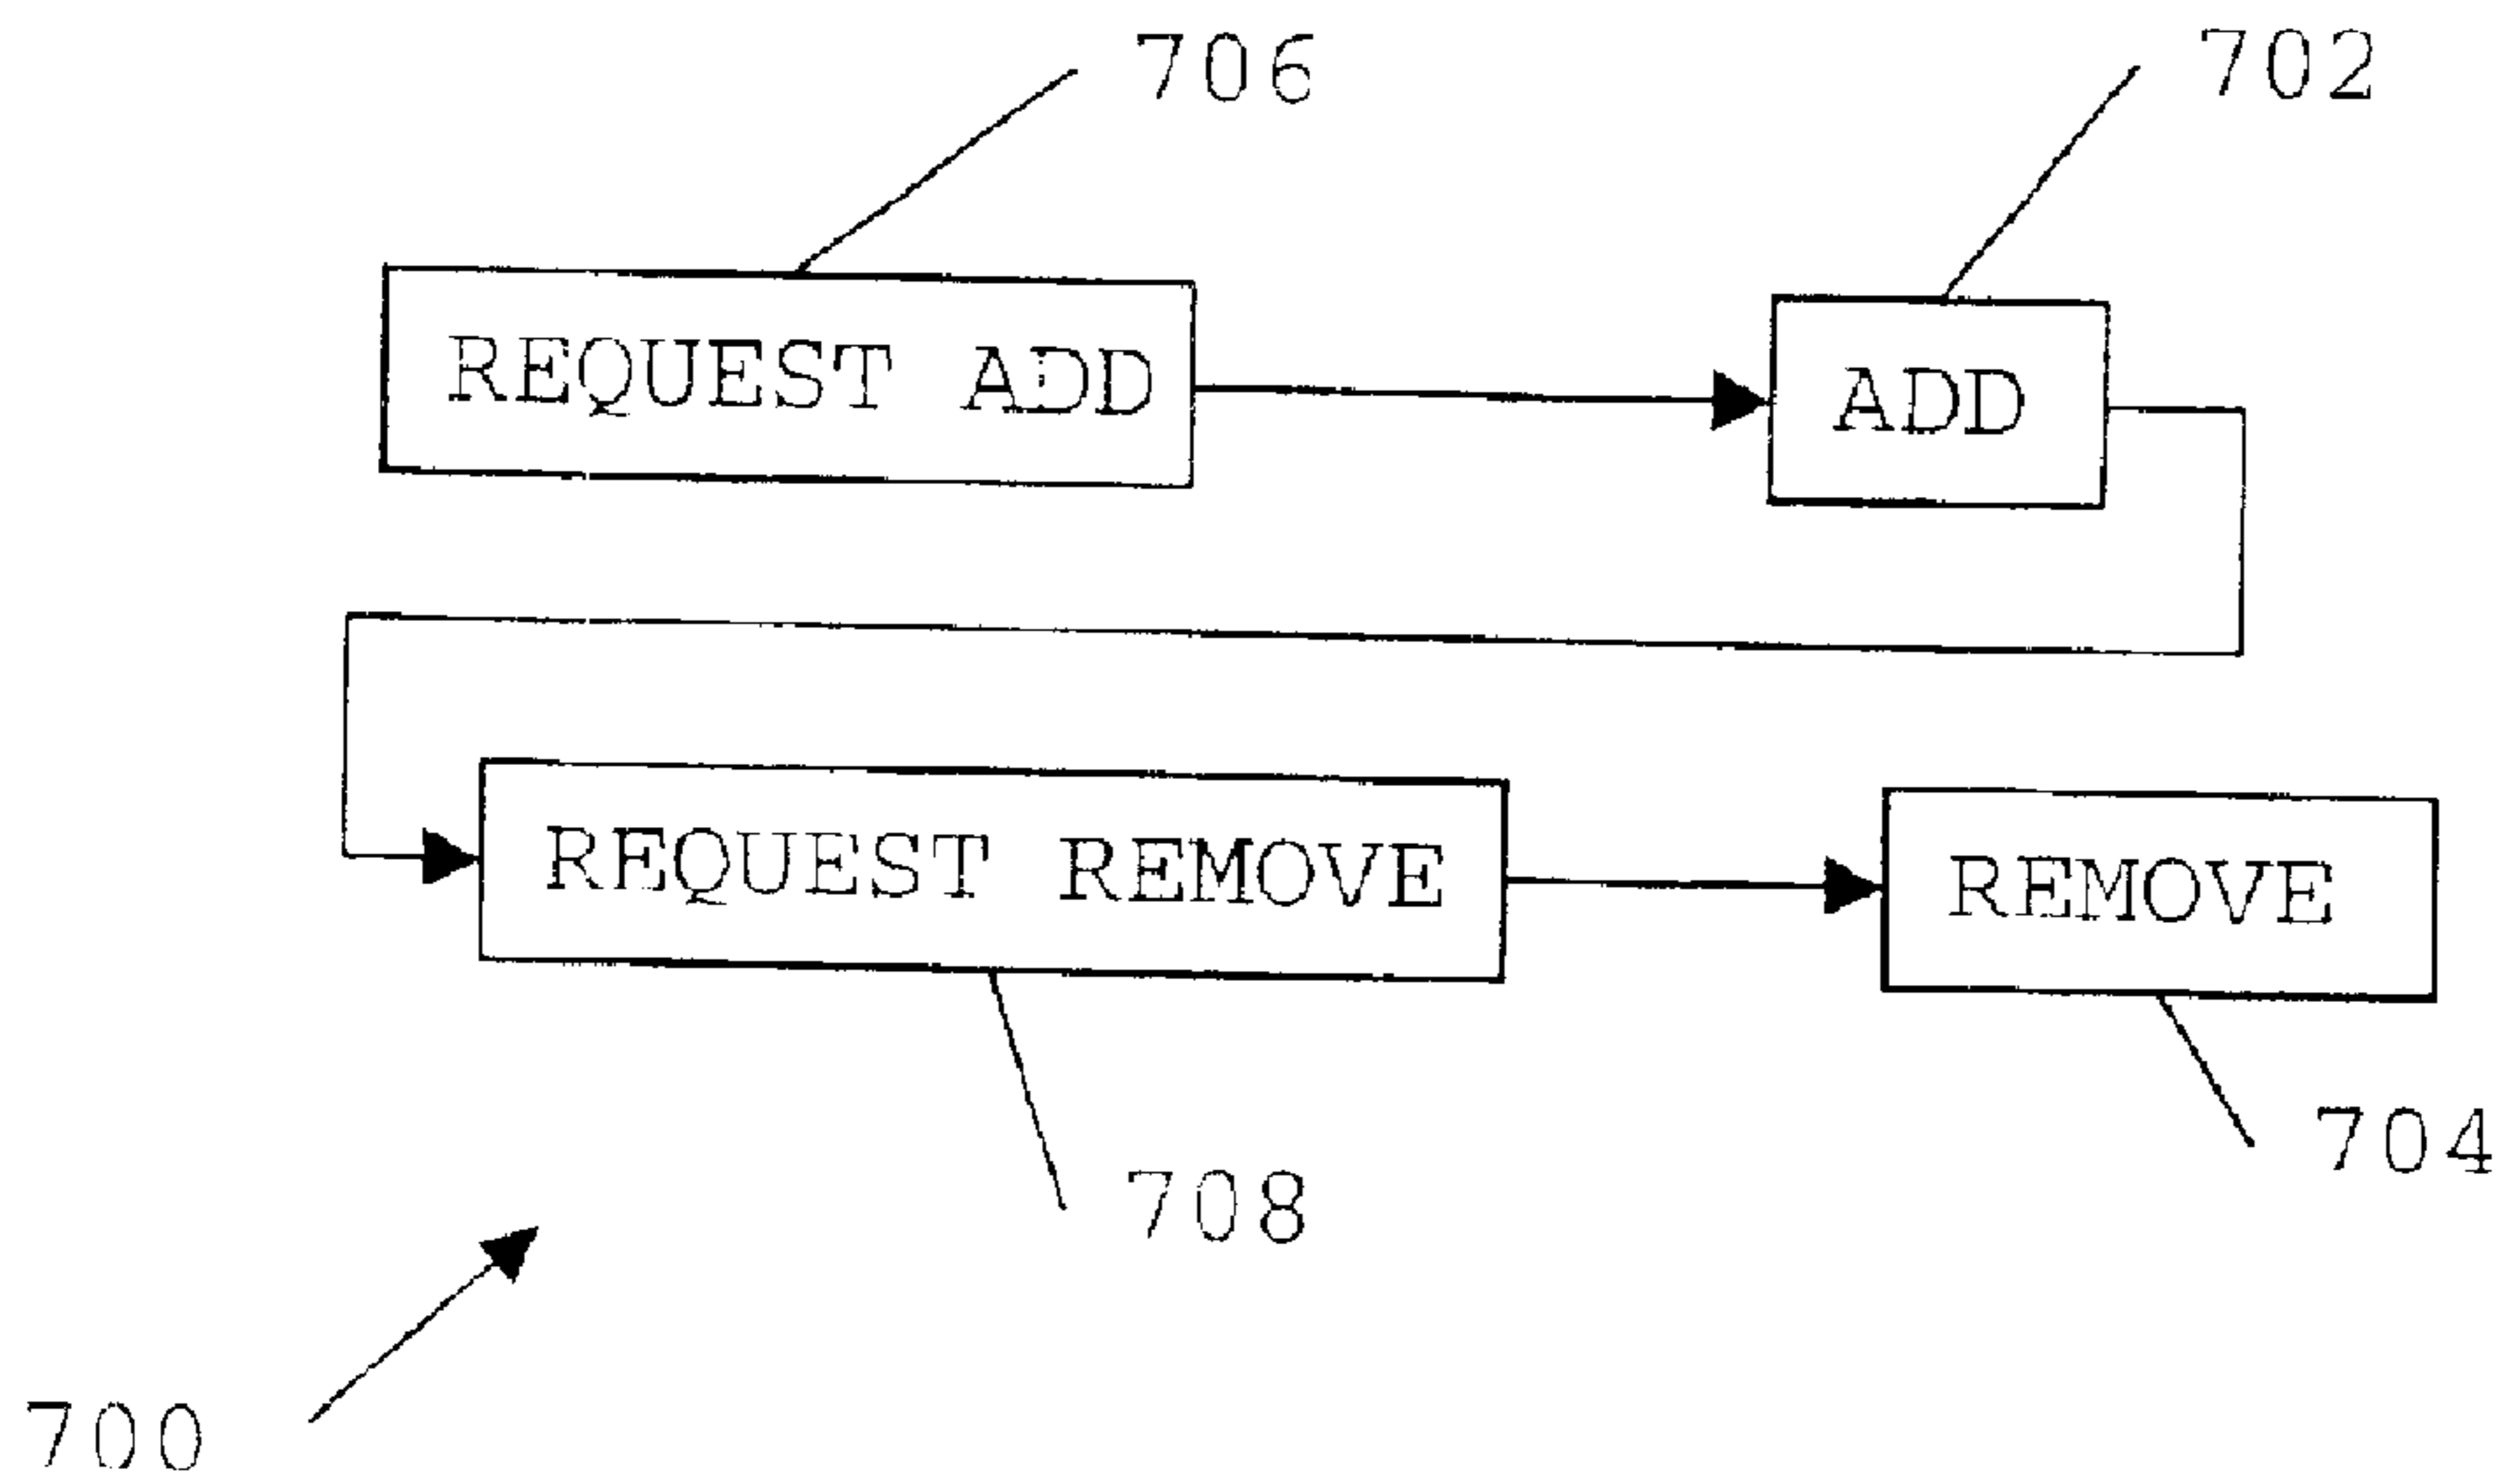 706
702
REQUEST ADD
ADD
REQUEST REMOVE
REMOVE
704
708
700